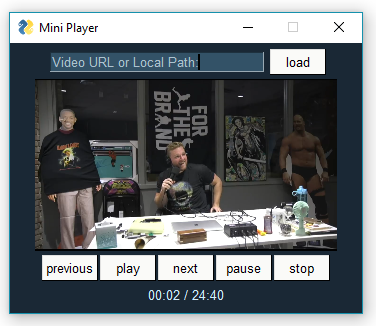 Mini Player
Video URL or Local Path:
load
FOR
THE
BRAND
previous
play
next
pause
stop
00:02 / 24:40